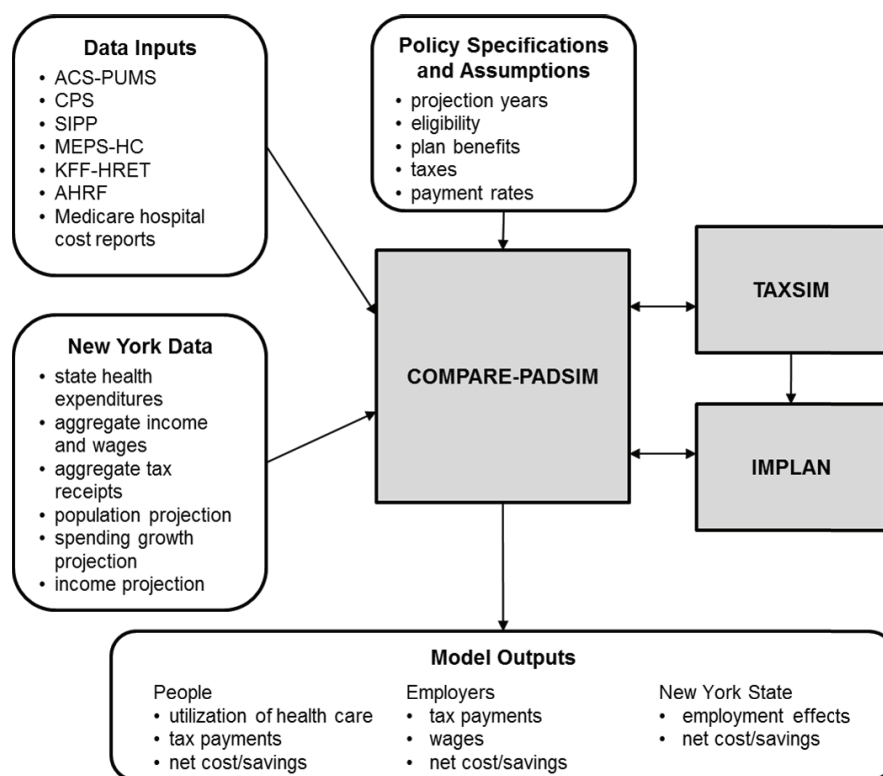 Data Inputs
• ACS-PUMS
• CPS
• SIPP
• MEPS-HC
• KFF-HRET
• AHRF
• Medicare hospital
cost reports
Policy Specifications
and Assumptions
• projection years
• eligibility
• plan benefits
• taxes
• payment rates
New York Data
• state health
expenditures
• aggregate income
and wages
• aggregate tax
receipts
• population projection
• spending growth
projection
• income projection
COMPARE-PADSIM
TAXSIM
IMPLAN
Model Outputs
People
• utilization of health care
• tax payments
• net cost/savings
Employers
• tax payments
• wages
• net cost/savings
New York State
• employment effects
• net cost/savings